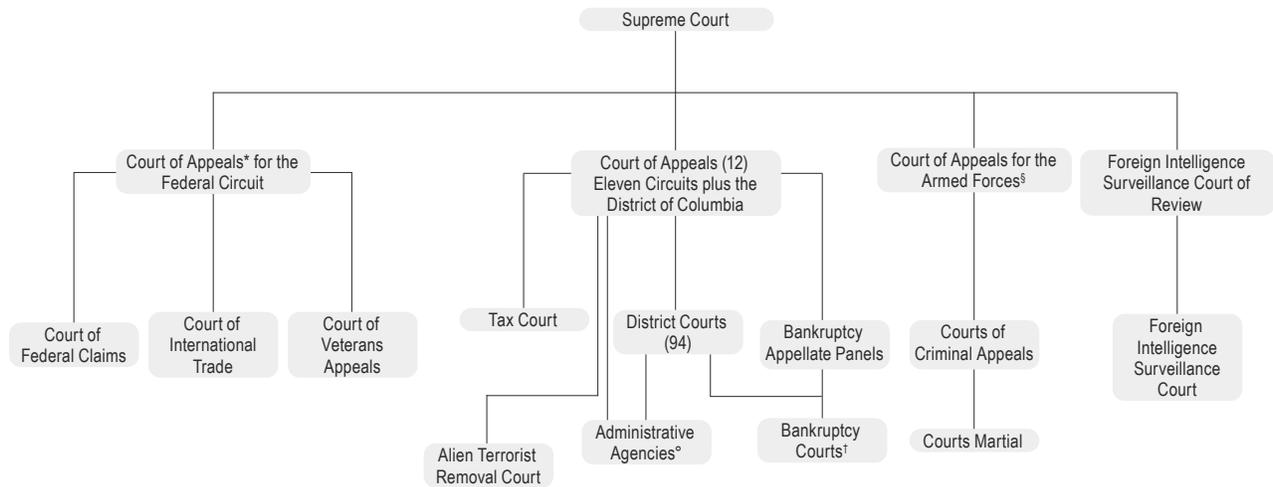 Supreme Court
Court of Appeals* for the
Federal Circuit
Court of Appeals (12)
Eleven Circuits plus the
District of Columbia
Court of Appeals for the
Armed Forces§
Foreign Intelligence
Surveillance Court of
Review
Court of
Federal Claims
Court of
International
Trade
Court of
Veterans
Appeals
Tax Court
District Courts
(94)
Bankruptcy
Appellate Panels
Courts of
Criminal Appeals
Foreign
Intelligence
Surveillance
Court
Alien Terrorist
Removal Court
Administrative
Agencies°
Bankruptcy
Courts†
Courts Martial